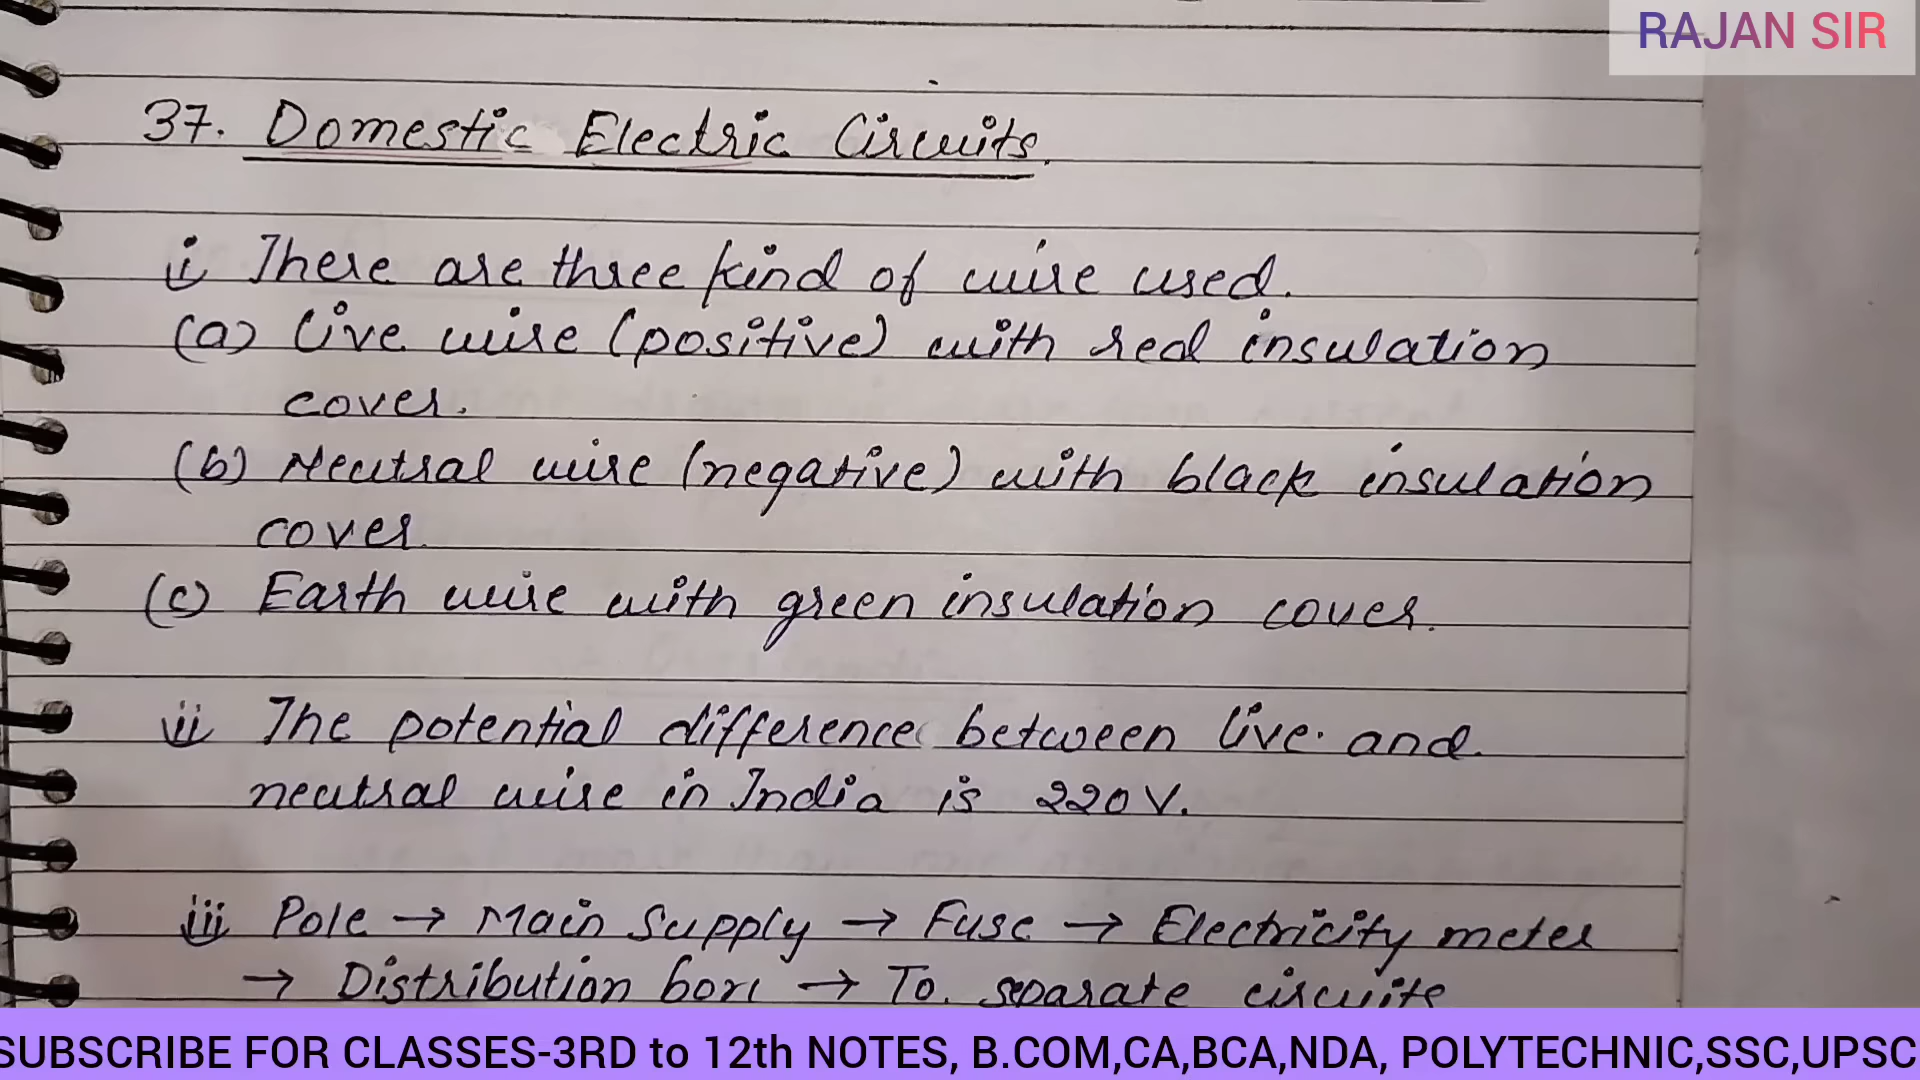 RAJAN SIR
37. Domestic Electric Circuits.
i There are three kind of wire used.
(a) Live wire (positive) with red insulation
cover.
(b) Neutral wire (negative) with black insulation
cover
(c) Earth wire with green insulation cover.
ii The potential difference between live and
neutral wire in India is 220 V.
iii Pole → Main Supply → Fuse → Electricity meter
→ Distribution box → To separate circuits
SUBSCRIBE FOR CLASSES-3RD to 12th NOTES, B.COM,CA,BCA,NDA, POLYTECHNIC,SSC,UPSC